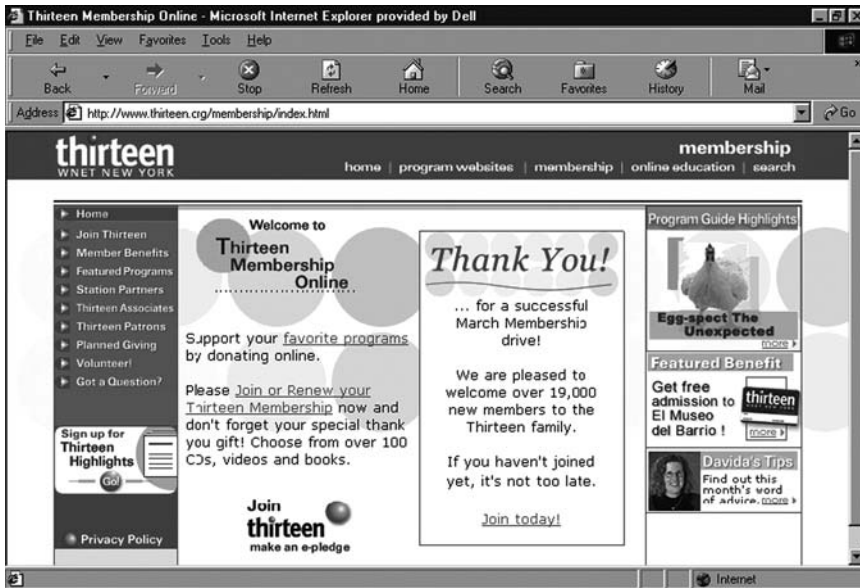 Thirteen Membership Online - Microsoft Internet Explorer provided by Dell
File Edit View Favorites Tools Help
Back Forward Stop Refresh Home Search Favorites History Mail
Address http://www.thirteen.org/membership/index.html Go
thirteen
WNET NEW YORK
membership
home | program websites | membership | online education | search
Home
Join Thirteen
Member Benefits
Featured Programs
Station Partners
Thirteen Associates
Thirteen Patrons
Planned Giving
Volunteer!
Got a Question?
Sign up for
Thirteen
Highlights
Go!
Privacy Policy
Welcome to
Thirteen
Membership
Online
Support your favorite programs
by donating online.
Please Join or Renew your
Thirteen Membership now and
don't forget your special thank
you gift! Choose from over 100
CDs, videos and books.
Join
thirteen
make an e-pledge
Thank You!
... for a successful
March Membership
drive!
We are pleased to
welcome over 19,000
new members to the
Thirteen family.
If you haven't joined
yet, it's not too late.
Join today!
Program Guide Highlights
Egg-spect The
Unexpected
more
Featured Benefit
Get free
admission to
El Museo
del Barrio !
thirteen
WNET NEW YORK
more
Davida's Tips
Find out this
month's word
of advice. more
Internet